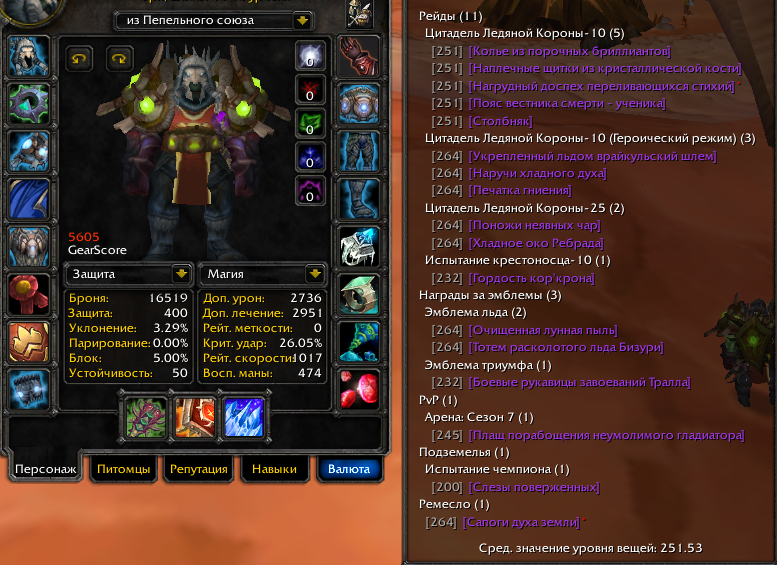 из Пепельного союза
0
0
0
0
0
5605
GearScore
Защита
Магия
Броня: 16519
Защита: 400
Уклонение: 3.29%
Парирование: 0.00%
Блок: 5.00%
Устойчивость: 50
Доп. урон: 2736
Доп. лечение: 2951
Рейт. меткости: 0
Крит. удар: 26.05%
Рейт. скорости: 1017
Восп. маны: 474
Персонаж
Питомцы
Репутация
Навыки
Валюта
Рейды (11)
Цитадель Ледяной Короны-10 (5)
[251] [Колье из порочных бриллиантов]
[251] [Наплечные щитки из кристаллической кости]
[251] [Нагрудный доспех переливающихся стихий]
[251] [Пояс вестника смерти - ученика]
[251] [Столбняк]
Цитадель Ледяной Короны-10 (Героический режим) (3)
[264] [Укрепленный льдом врайкульский шлем]
[264] [Наручи хладного духа]
[264] [Печатка гниения]
Цитадель Ледяной Короны-25 (2)
[264] [Поножи неявных чар]
[264] [Хладное око Ребрада]
Испытание крестоносца-10 (1)
[232] [Гордость кор'крона]
Награды за эмблемы (3)
Эмблема льда (2)
[264] [Очищенная лунная пыль]
[264] [Тотем расколотого льда Бизури]
Эмблема триумфа (1)
[232] [Боевые рукавицы завоеваний Тралла]
PvP (1)
Арена: Сезон 7 (1)
[245] [Плащ порабощения неумолимого гладиатора]
Подземелья (1)
Испытание чемпиона (1)
[200] [Слезы поверженных]
Ремесло (1)
[264] [Сапоги духа земли]
Сред. значение уровня вещей: 251.53